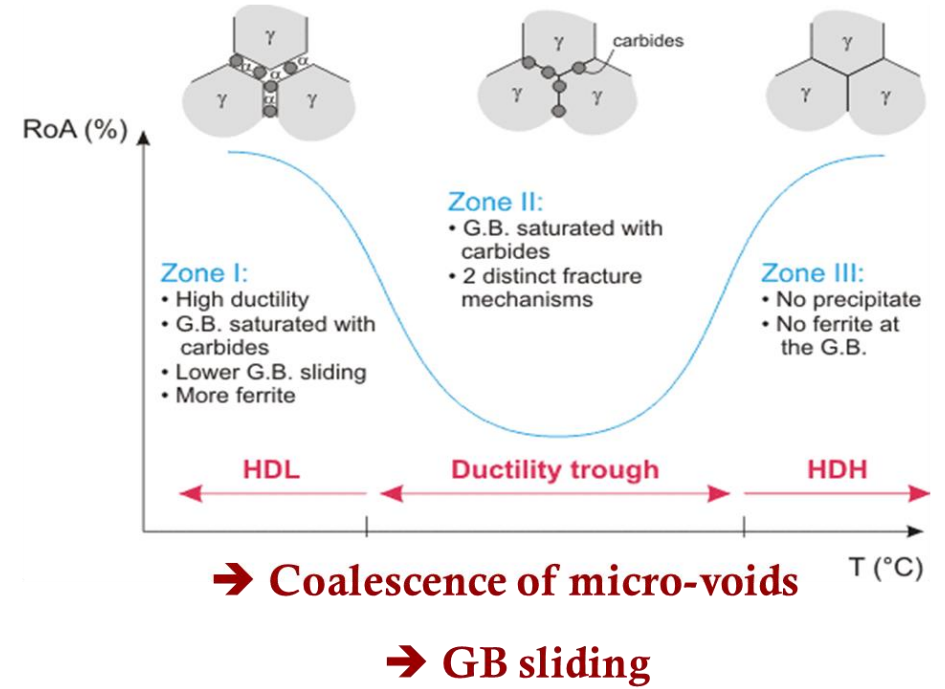 γ
α
α
α
γ
α
γ
γ
carbides
γ
γ
γ
γ
γ
RoA (%)
Zone I:
• High ductility
• G.B. saturated with
carbides
• Lower G.B. sliding
• More ferrite
Zone II:
• G.B. saturated with
carbides
• 2 distinct fracture
mechanisms
Zone III:
• No precipitate
• No ferrite at
the G.B.
HDL
Ductility trough
HDH
T (°C)
➔ Coalescence of micro-voids
➔ GB sliding